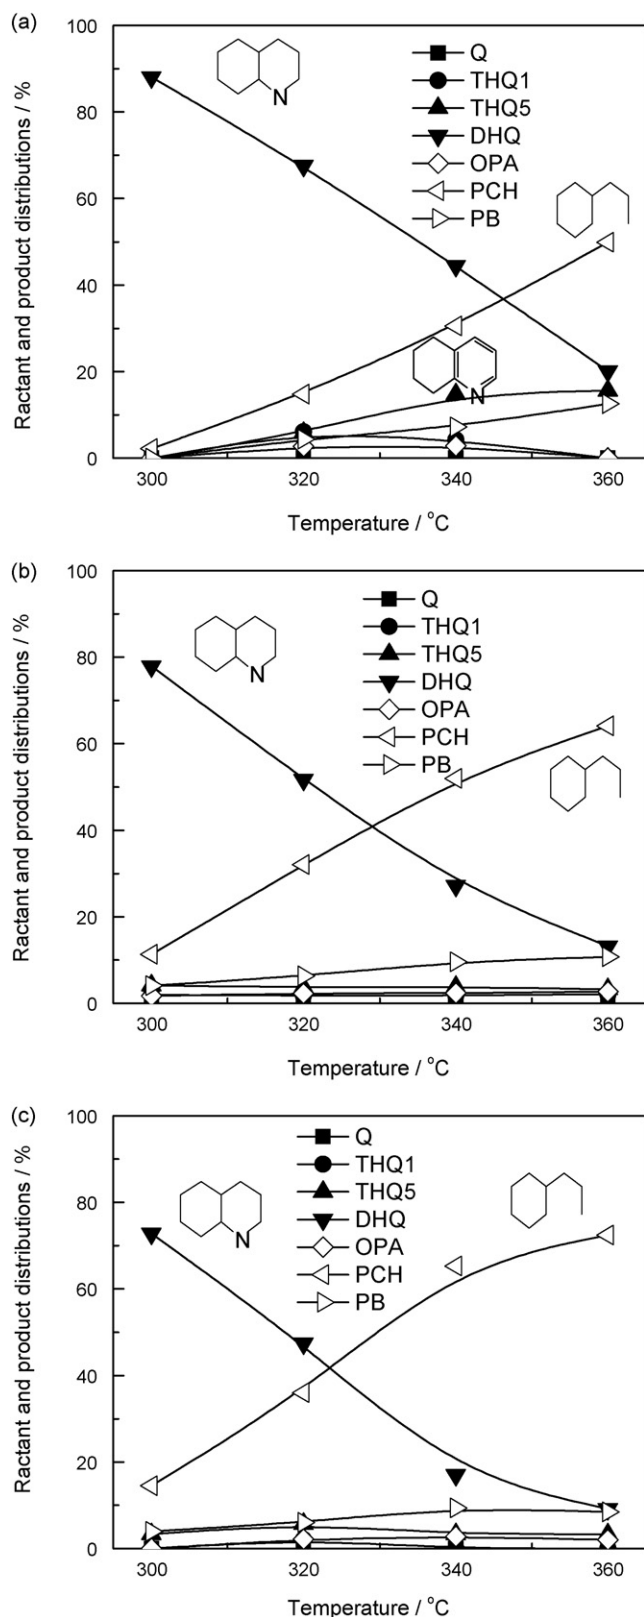 (a)
100
80
60
40
20
0
Ractant and product distributions / %
N
Q
THQ1
THQ5
DHQ
OPA
PCH
PB
N
300 320 340 360
Temperature / °C
(b)
100
80
60
40
20
0
Ractant and product distributions / %
N
Q
THQ1
THQ5
DHQ
OPA
PCH
PB
300 320 340 360
Temperature / °C
(c)
100
80
60
40
20
0
Ractant and product distributions / %
N
Q
THQ1
THQ5
DHQ
OPA
PCH
PB
300 320 340 360
Temperature / °C